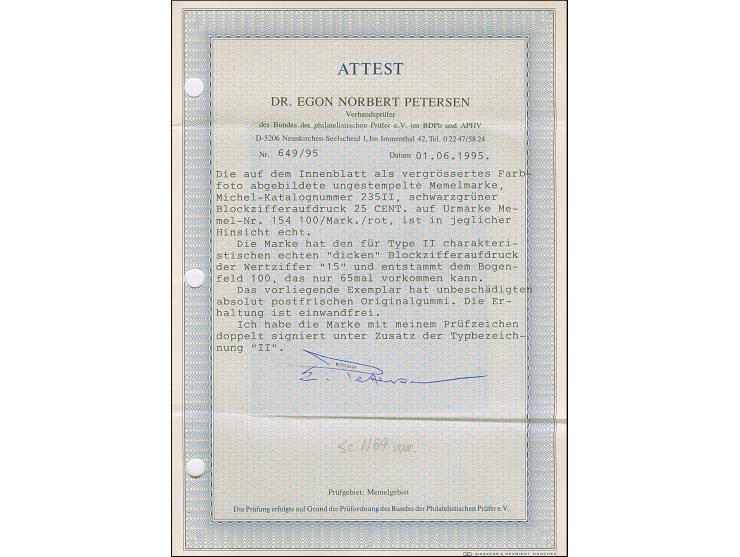 ATTEST
DR. EGON NORBERT PETERSEN
Verbandsprüfer
des Bundes der philatelistischen Prüfer e.V. im BDPh und APHV
D-5206 Neunkirchen-Seelscheid 1, Im Immenthal 42, Tel. 0 22 47/58 24
Nr. 649/95 Datum 01.06.1995.
Die auf dem Innenblatt als vergrössertes Farb-
foto abgebildete ungestempelte Memelmarke,
Michel-Katalognummer 235II, schwarzgrüner
Blockzifferaufdruck 25 CENT. auf Urmarke Me-
mel-Nr. 154 100/Mark./rot, ist in jeglicher
Hinsicht echt.
Die Marke hat den für Type II charakteri-
stischen echten "dicken" Blockzifferaufdruck
der Wertziffer "15" und entstammt dem Bogen-
feld 100, das nur 65mal vorkommen kann.
Das vorliegende Exemplar hat unbeschädigten
absolut postfrischen Originalgummi. Die Er-
haltung ist einwandfrei.
Ich habe die Marke mit meinem Prüfzeichen
doppelt signiert unter Zusatz der Typbezeich-
nung "II".
E. Petersen
Sc N84 var.
Prüfgebiet: Memelgebiet
Die Prüfung erfolgte auf Grund der Prüfordnung des Bundes der Philatelistischen Prüfer e.V.
GIESECKE & DEVRIENT MÜNCHEN